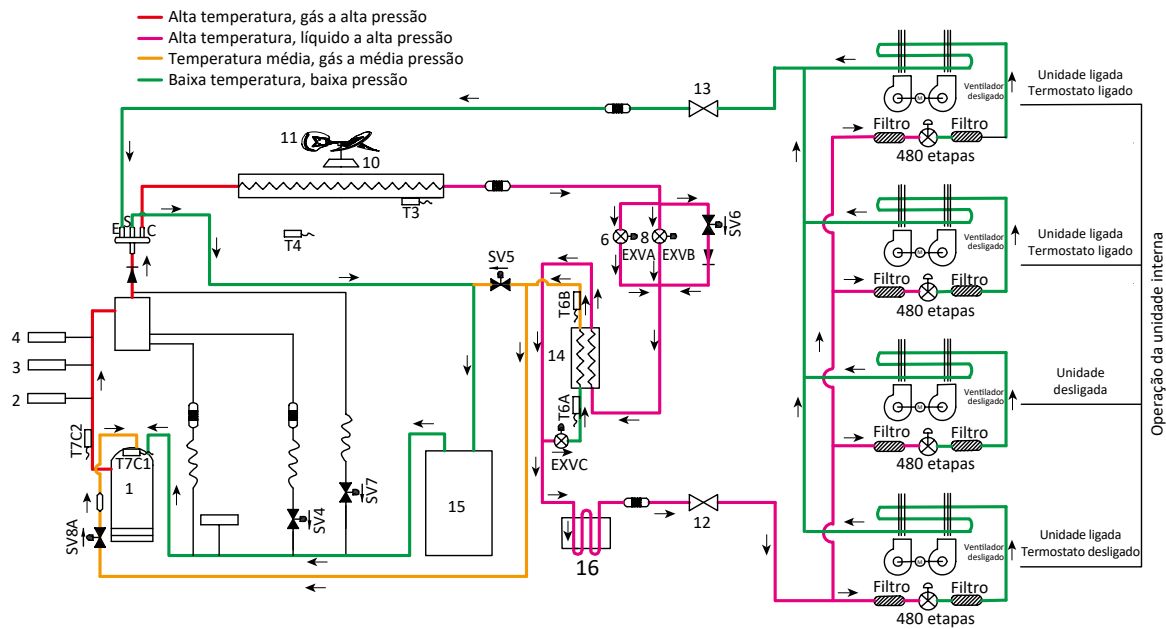 Alta temperatura, gás a alta pressão
Alta temperatura, líquido a alta pressão
Temperatura média, gás a média pressão
Baixa temperatura, baixa pressão
13
11
10
T3
T4
E
S
C
SV5
6
8
EXVA
EXVB
SV6
T6B
14
T6A
EXVC
4
3
2
T7C2
T7C1
1
SV8A
SV4
SV7
15
16
12
Ventilador
desligado
M
Filtro
Filtro
480 etapas
Unidade ligada
Termostato ligado
Ventilador
desligado
M
Filtro
Filtro
480 etapas
Unidade ligada
Termostato ligado
Ventilador
desligado
M
Filtro
Filtro
480 etapas
Unidade
desligada
Ventilador
desligado
M
Filtro
Filtro
480 etapas
Unidade ligada
Termostato desligado
Operação da unidade interna